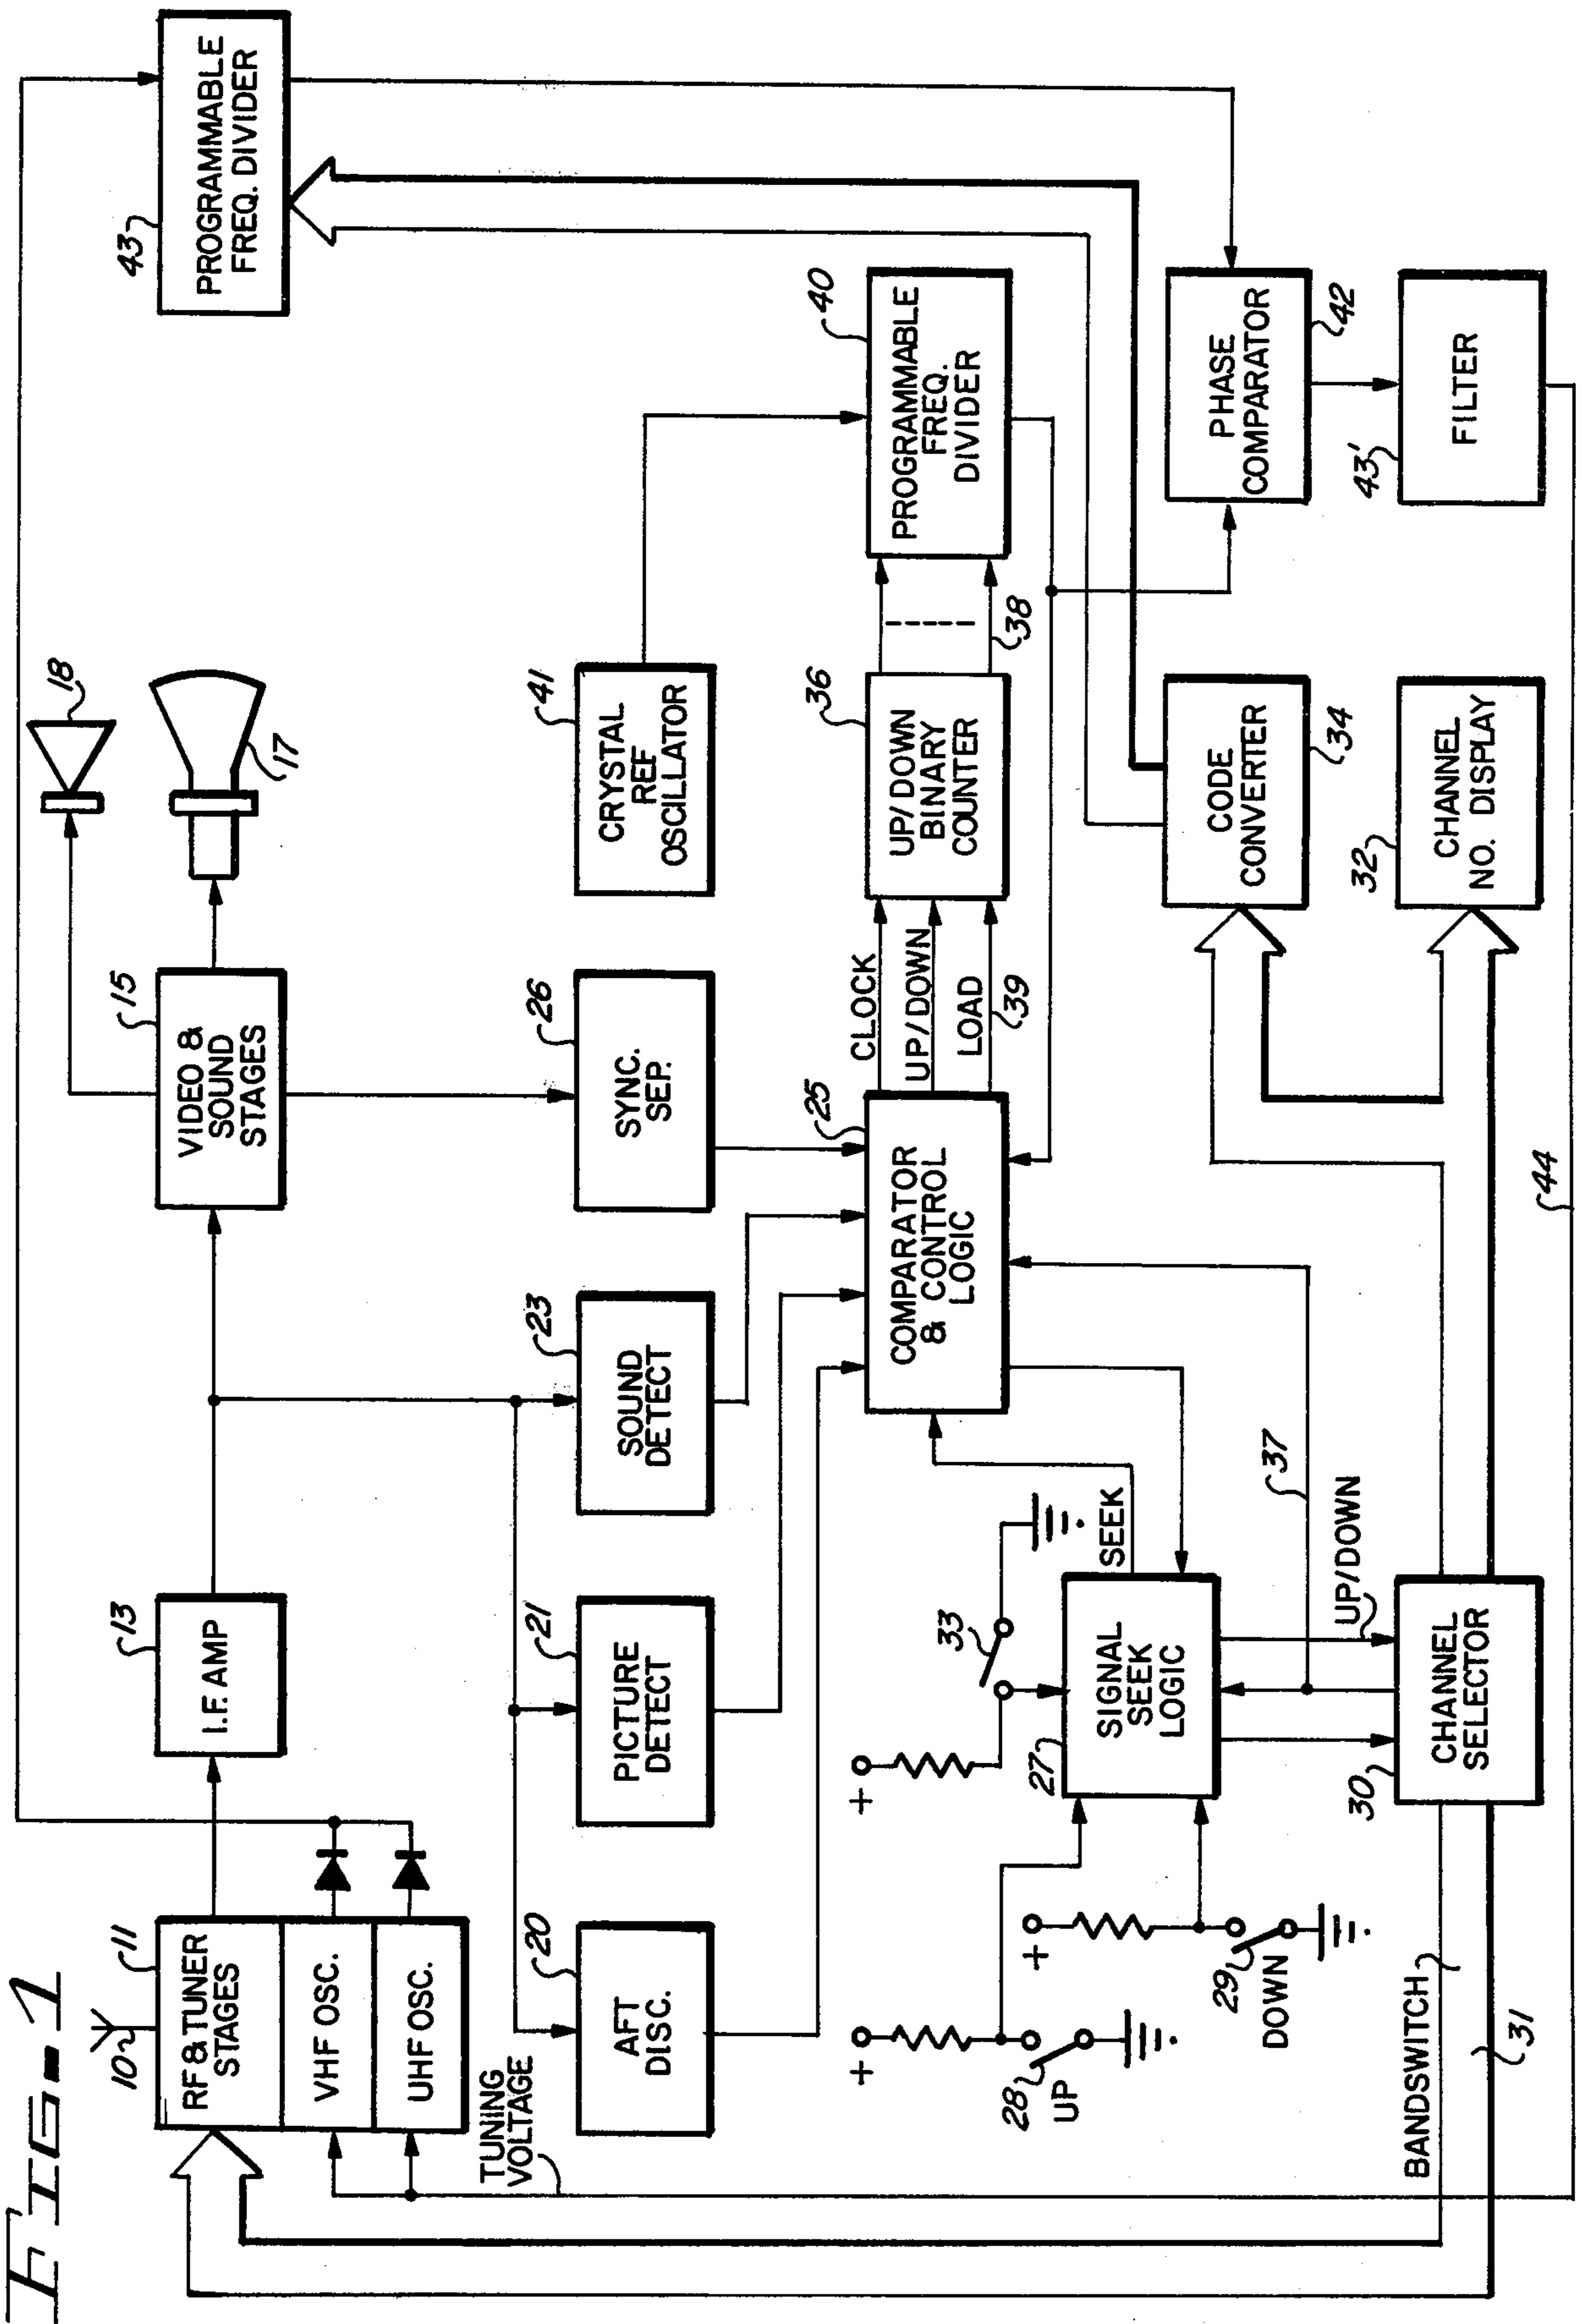 FIG. 1
10
11
RF & TUNER
STAGES
VHF OSC.
UHF OSC.
13
I.F. AMP
15
VIDEO &
SOUND
STAGES
18
17
43
PROGRAMMABLE
FREQ. DIVIDER
TUNING
VOLTAGE
20
AFT
DISC.
21
PICTURE
DETECT
23
SOUND
DETECT
26
SYNC.
SEP.
41
CRYSTAL
REF
OSCILLATOR
25
COMPARATOR
& CONTROL
LOGIC
CLOCK
UP/DOWN
LOAD
39
36
UP/DOWN
BINARY
COUNTER
38
40
PROGRAMMABLE
FREQ.
DIVIDER
+
28
UP
+
29
DOWN
+
33
27
SIGNAL
SEEK
LOGIC
SEEK
37
UP/DOWN
34
CODE
CONVERTER
42
PHASE
COMPARATOR
BANDSWITCH
31
30
CHANNEL
SELECTOR
32
CHANNEL
NO. DISPLAY
43'
FILTER
44